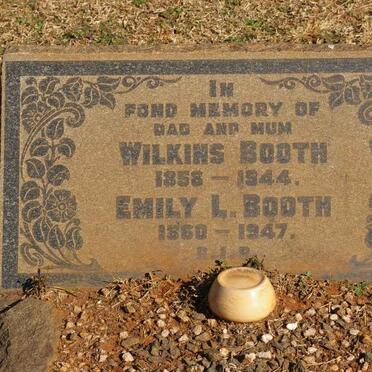 IN
FOND MEMORY OF
DAD AND MUM
WILKINS BOOTH
1858 – 1944.
EMILY L. BOOTH
1860 – 1947.
R.I.P.